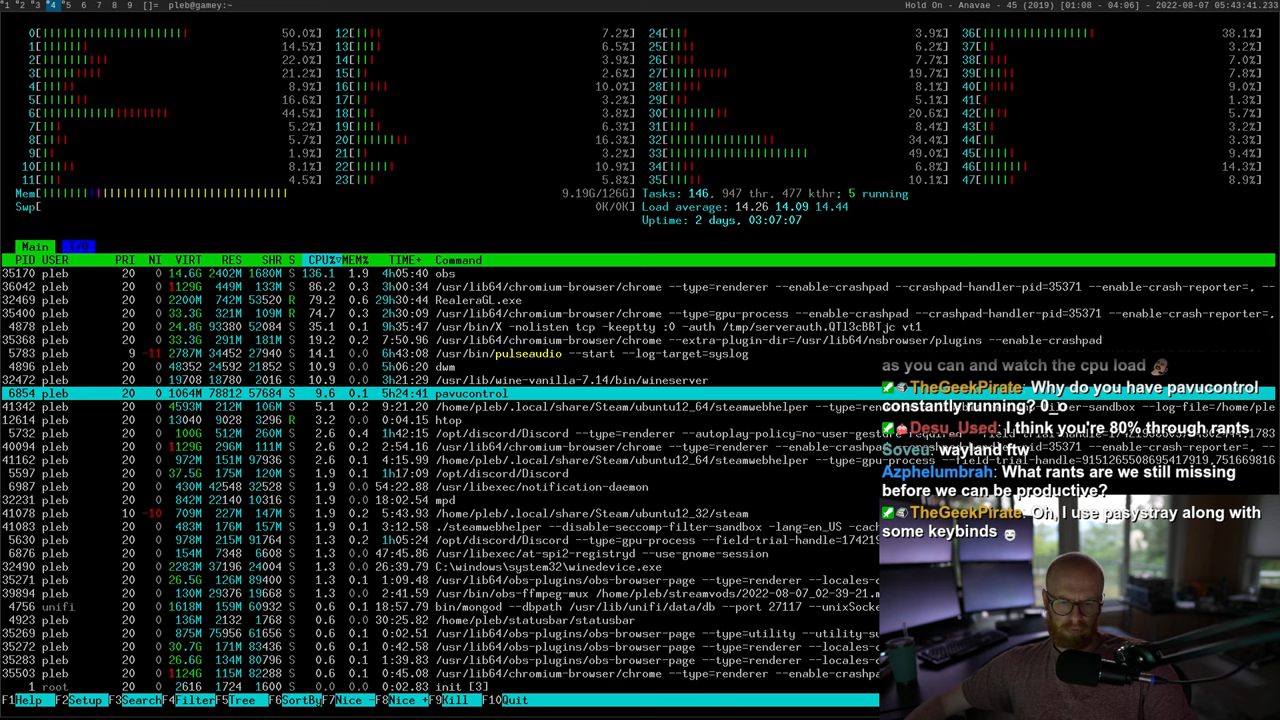 *1 *2 *3 *4 *5 6 7 8 9 []= pleb@gamey:~ Hold On - Anavae - 45 (2019) [01:08 - 04:06] - 2022-08-07 05:43:41.233
0[ 50.0%] 12[ 7.2%] 24[ 3.9%] 36[ 38.1%]
1[ 14.5%] 13[ 6.5%] 25[ 6.2%] 37[ 3.2%]
2[ 22.0%] 14[ 3.9%] 26[ 7.7%] 38[ 7.0%]
3[ 21.2%] 15[ 2.6%] 27[ 19.7%] 39[ 7.8%]
4[ 8.9%] 16[ 10.0%] 28[ 8.1%] 40[ 9.0%]
5[ 16.6%] 17[ 3.2%] 29[ 5.1%] 41[ 1.3%]
6[ 44.5%] 18[ 3.8%] 30[ 20.6%] 42[ 5.7%]
7[ 5.2%] 19[ 6.3%] 31[ 8.4%] 43[ 3.2%]
8[ 5.7%] 20[ 16.3%] 32[ 34.4%] 44[ 3.3%]
9[ 1.9%] 21[ 3.2%] 33[ 49.0%] 45[ 9.4%]
10[ 8.1%] 22[ 10.9%] 34[ 6.8%] 46[ 14.3%]
11[ 4.5%] 23[ 5.8%] 35[ 10.1%] 47[ 8.9%]
Mem[ 9.19G/126G] Tasks: 146, 947 thr, 477 kthr; 5 running
Swp[ 0K/0K] Load average: 14.26 14.09 14.44
Uptime: 2 days, 03:07:07
Main I/O
PID USER PRI NI VIRT RES SHR S CPU%▽MEM% TIME+ Command
35170 pleb 20 0 14.6G 2402M 1680M S 136.1 1.9 4h05:40 obs
36042 pleb 20 0 1129G 449M 133M S 86.2 0.3 3h00:34 /usr/lib64/chromium-browser/chrome --type=renderer --enable-crashpad --crashpad-handler-pid=35371 --enable-crash-reporter=, --
32469 pleb 20 0 2200M 742M 53520 R 79.2 0.6 29h30:44 RealeraGL.exe
35400 pleb 20 0 33.3G 321M 109M R 74.7 0.3 2h30:09 /usr/lib64/chromium-browser/chrome --type=gpu-process --enable-crashpad --crashpad-handler-pid=35371 --enable-crash-reporter=,
4878 pleb 20 0 24.8G 93380 52084 S 35.1 0.1 9h35:47 /usr/bin/X -nolisten tcp -keeptty :0 -auth /tmp/serverauth.QTl3cBBTjc vt1
35368 pleb 20 0 33.3G 291M 181M S 19.2 0.2 7:50.96 /usr/lib64/chromium-browser/chrome --extra-plugin-dir=/usr/lib64/nsbrowser/plugins --enable-crashpad
5783 pleb 9 -11 2787M 34452 27940 S 14.1 0.0 6h43:08 /usr/bin/pulseaudio --start --log-target=syslog
4896 pleb 20 0 48352 24592 21852 S 10.9 0.0 5h06:20 dwm
32472 pleb 20 0 19708 18780 2016 S 10.9 0.0 3h21:29 /usr/lib/wine-vanilla-7.14/bin/wineserver
6854 pleb 20 0 1064M 78812 57684 S 9.6 0.1 5h24:41 pavucontrol
41342 pleb 20 0 4593M 212M 106M S 5.1 0.2 9:21.20 /home/pleb/.local/share/Steam/ubuntu12_64/steamwebhelper
12614 pleb 20 0 13040 9028 3296 R 3.2 0.0 0:04.15 htop
5732 pleb 20 0 100G 512M 260M S 2.6 0.4 1h42:15 /opt/discord/Discord --type=renderer --autoplay-policy=no-user-gesture-required
40094 pleb 20 0 1129G 296M 111M S 2.6 0.2 2:54.16 /usr/lib64/chromium-browser/chrome --type=renderer --enable-crashpad
41162 pleb 20 0 972M 151M 97936 S 2.6 0.1 4:15.99 /home/pleb/.local/share/Steam/ubuntu12_64/steamwebhelper --type=gpu-process
5597 pleb 20 0 37.5G 175M 120M S 1.9 0.1 1h17:09 /opt/discord/Discord
6987 pleb 20 0 430M 42548 32528 S 1.9 0.0 54:22.88 /usr/libexec/notification-daemon
32231 pleb 20 0 842M 22140 10316 S 1.9 0.0 18:02.54 mpd
41078 pleb 10 -10 709M 227M 147M S 1.9 0.2 5:43.93 /home/pleb/.local/share/Steam/ubuntu12_32/steam
41083 pleb 20 0 483M 176M 157M S 1.9 0.1 3:12.58 ./steamwebhelper --disable-seccomp-filter-sandbox -lang=en_US -cach
5630 pleb 20 0 978M 215M 91264 S 1.3 0.2 1h05:24 /opt/discord/Discord --type=gpu-process --field-trial-handle=174219
6876 pleb 20 0 154M 7348 6608 S 1.3 0.0 47:45.86 /usr/libexec/at-spi2-registryd --use-gnome-session
32490 pleb 20 0 2283M 37196 24004 S 1.3 0.0 26:39.79 C:\windows\system32\winedevice.exe
35271 pleb 20 0 26.5G 126M 89400 S 1.3 0.1 1:09.48 /usr/lib64/obs-plugins/obs-browser-page --type=renderer --locales-d
39894 pleb 20 0 130M 29376 19668 S 1.3 0.0 2:41.59 /usr/bin/obs-ffmpeg-mux /home/pleb/streamvods/2022-08-07_02-39-21.m
4756 unifi 20 0 1618M 159M 60932 S 0.6 0.1 18:57.79 bin/mongod --dbpath /usr/lib/unifi/data/db --port 27117 --unixSocke
4923 pleb 20 0 136M 2132 1768 S 0.6 0.0 30:25.82 /home/pleb/statusbar/statusbar
35269 pleb 20 0 875M 75956 61656 S 0.6 0.1 0:02.51 /usr/lib64/obs-plugins/obs-browser-page --type=utility --utility-su
35272 pleb 20 0 30.7G 171M 83436 S 0.6 0.1 0:42.60 /usr/lib64/obs-plugins/obs-browser-page --type=renderer --locales-d
35283 pleb 20 0 26.6G 134M 80796 S 0.6 0.1 1:39.83 /usr/lib64/obs-plugins/obs-browser-page --type=renderer --locales-d
35503 pleb 20 0 1124G 115M 82288 S 0.6 0.1 0:45.08 /usr/lib64/chromium-browser/chrome --type=renderer --enable-crashpa
1 root 20 0 2616 1724 1600 S 0.0 0.0 0:02.83 init [3]
F1Help F2Setup F3SearchF4FilterF5Tree F6SortByF7Nice -F8Nice +F9Kill F10Quit
as you can and watch the cpu load
TheGeekPirate: Why do you have pavucontrol
constantly running? 0_o
Desu_Used: I think you're 80% through rants
Soveu: wayland ftw
Azphelumbrah: What rants are we still missing
before we can be productive?
TheGeekPirate: Oh, I use pasystray along with
some keybinds